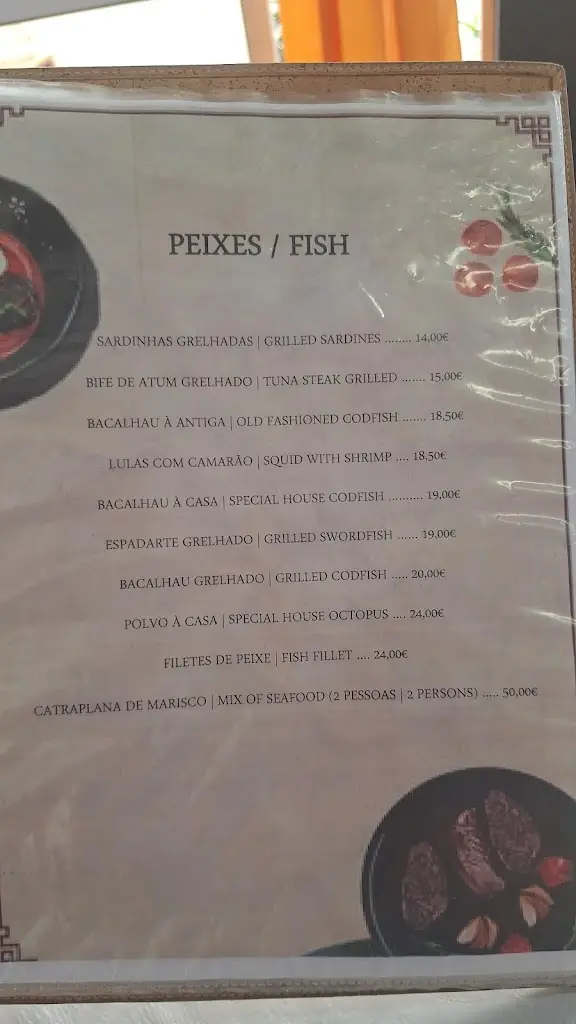 PEIXES / FISH
SARDINHAS GRELHADAS | GRILLED SARDINES ........ 14,00€
BIFE DE ATUM GRELHADO | TUNA STEAK GRILLED ....... 15,00€
BACALHAU À ANTIGA | OLD FASHIONED CODFISH ....... 18,50€
LULAS COM CAMARÃO | SQUID WITH SHRIMP .... 18,50€
BACALHAU À CASA | SPECIAL HOUSE CODFISH .......... 19,00€
ESPADARTE GRELHADO | GRILLED SWORDFISH ...... 19,00€
BACALHAU GRELHADO | GRILLED CODFISH ..... 20,00€
POLVO À CASA | SPECIAL HOUSE OCTOPUS .... 24,00€
FILETES DE PEIXE | FISH FILLET .... 24,00€
CATRAPLANA DE MARISCO | MIX OF SEAFOOD (2 PESSOAS | 2 PERSONS) ..... 50,00€